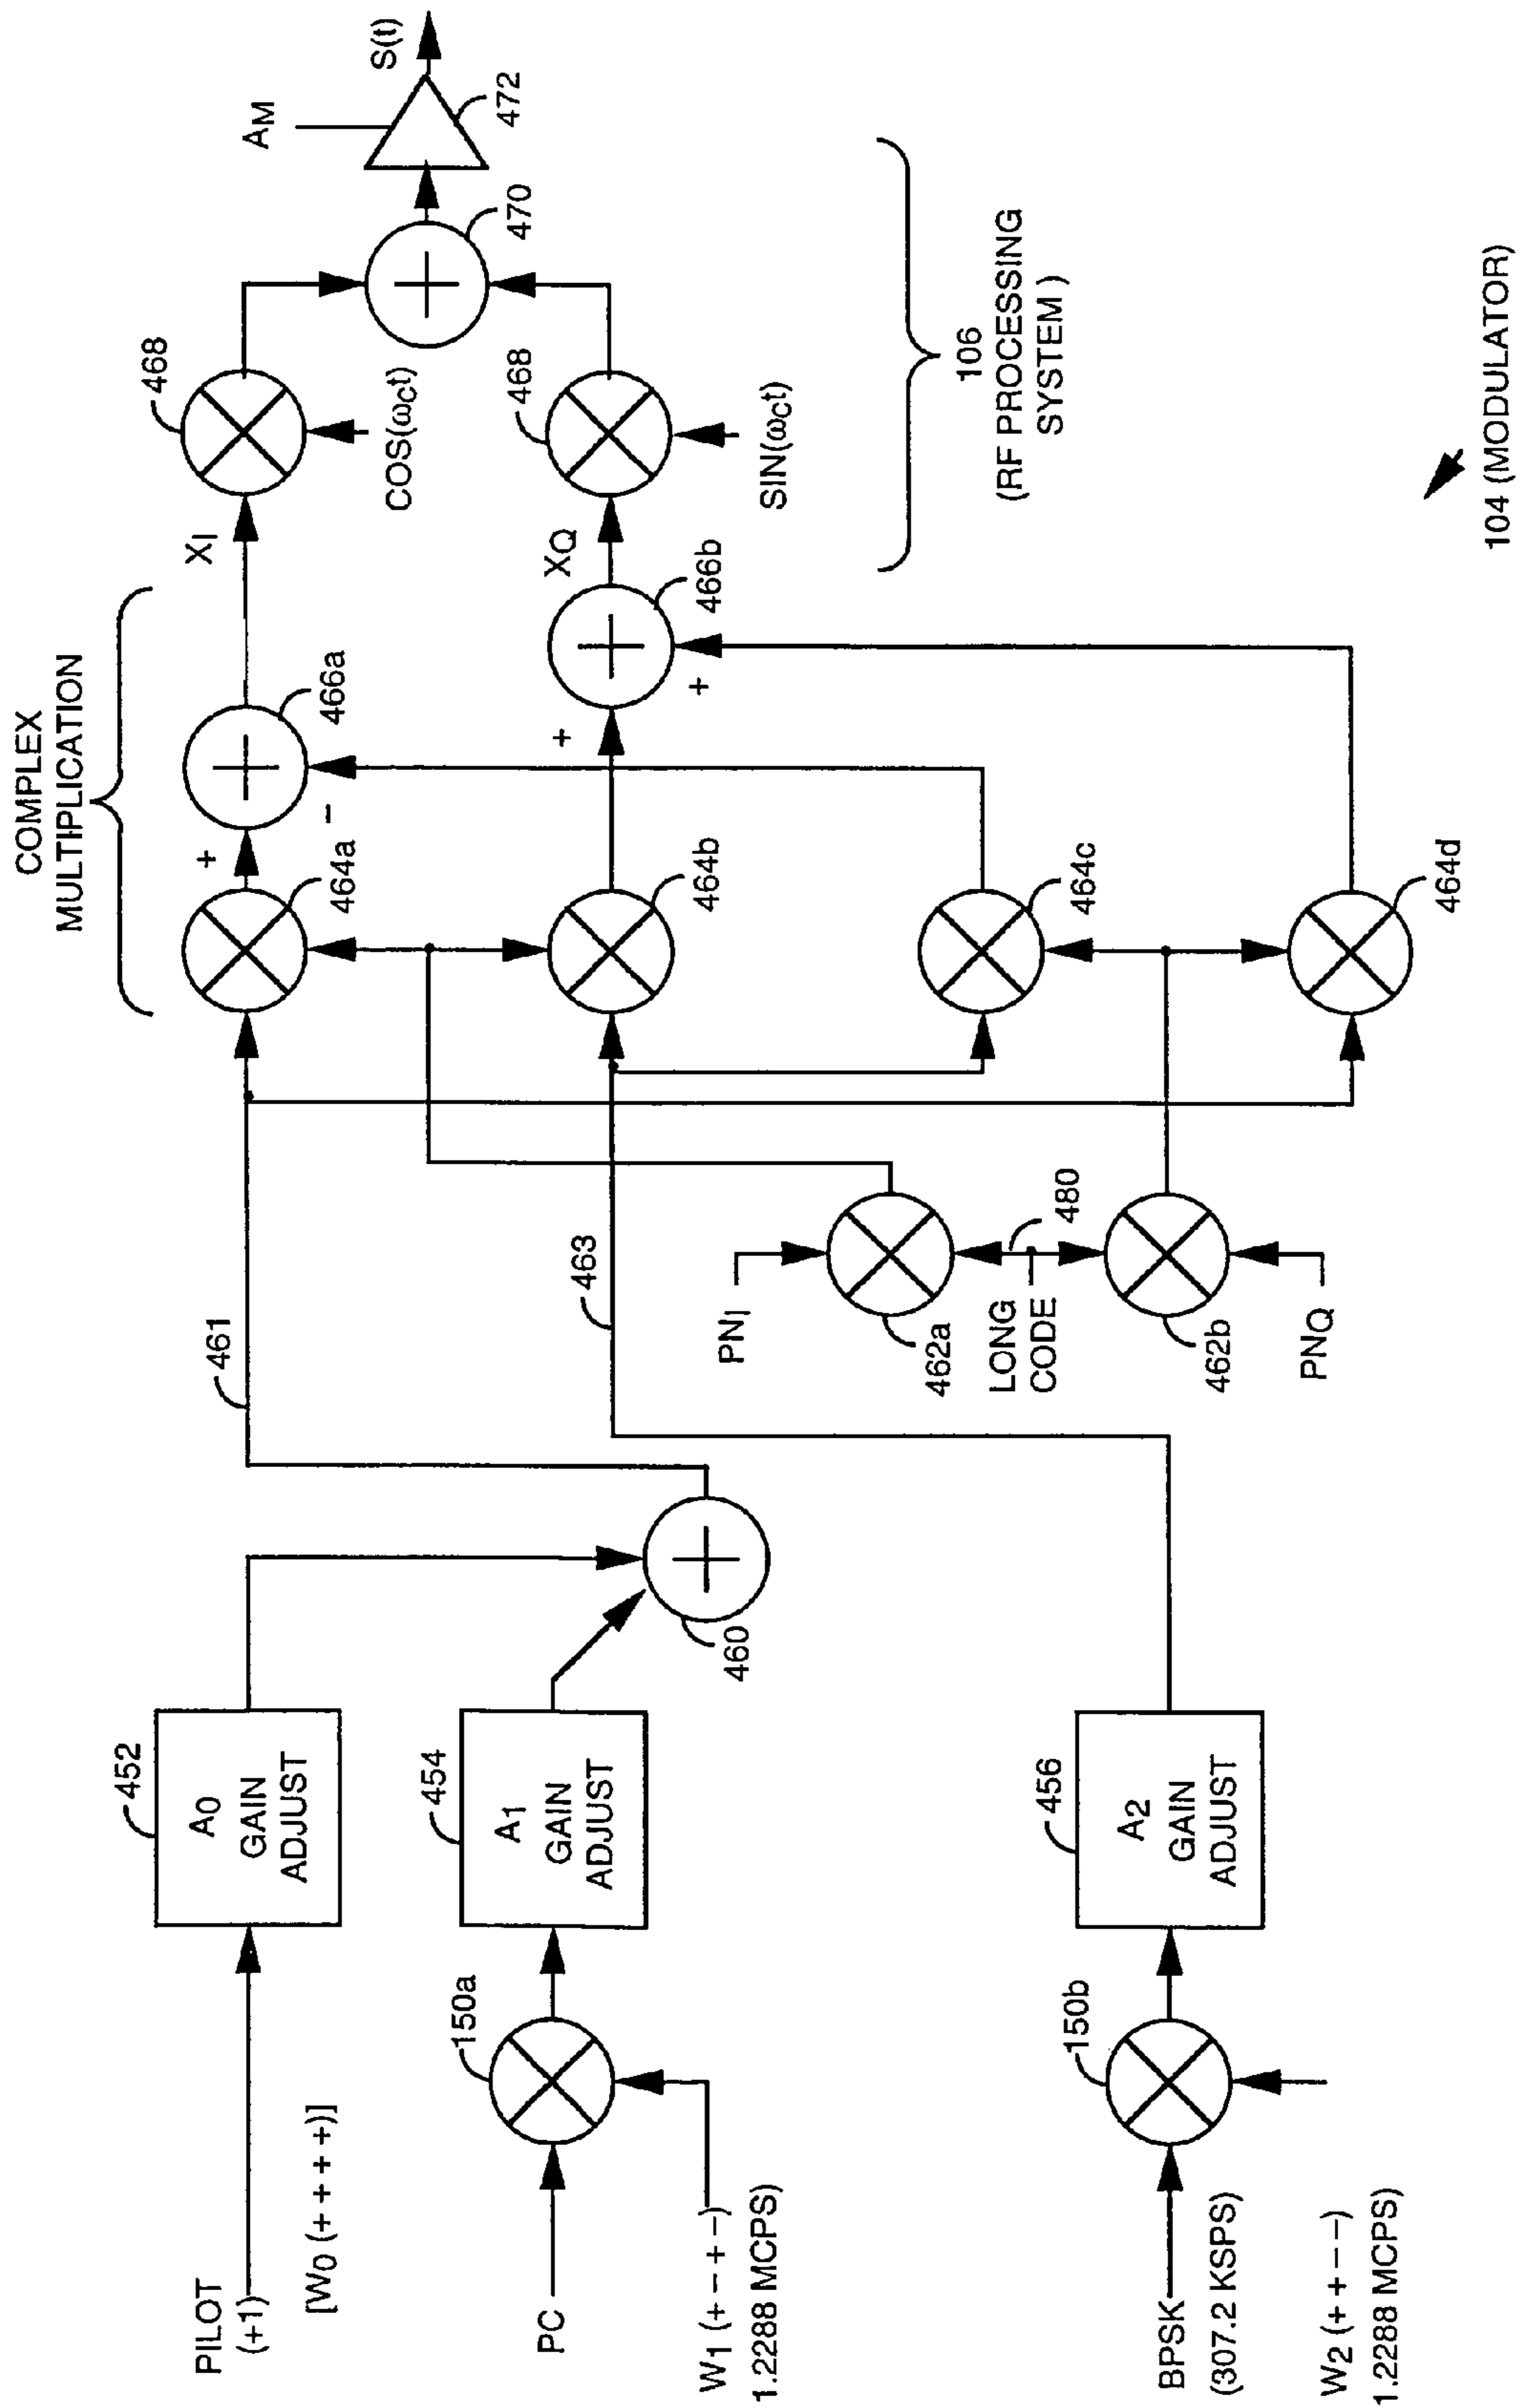 PILOT
(+1)
[W0 (+ + + +)]
452
A0
GAIN
ADJUST
PC
W1 (+ – + –)
1.2288 MCPS
150a
454
A1
GAIN
ADJUST
460
BPSK
(307.2 KSPS)
W2 (+ + – –)
1.2288 MCPS
150b
456
A2
GAIN
ADJUST
461
463
PNI
462a
LONG
CODE
480
462b
PNQ
COMPLEX
MULTIPLICATION
464a
+
–
466a
XI
464b
+
+
466b
XQ
464c
464d
468
COS(ωct)
468
SIN(ωct)
470
AM
472
S(t)
106
(RF PROCESSING
SYSTEM )
104 (MODULATOR)